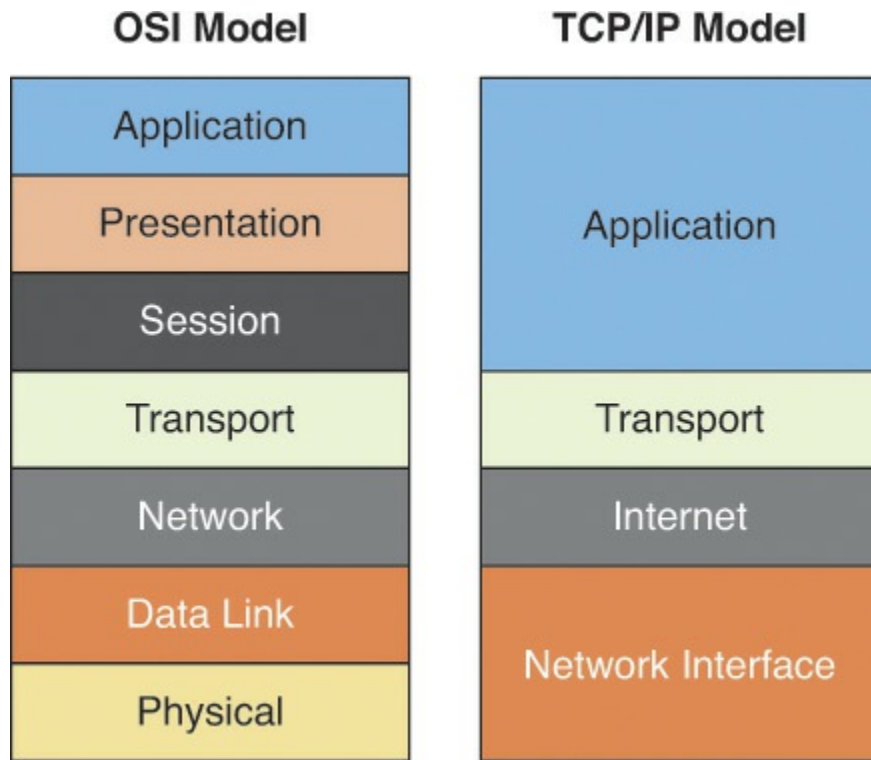 OSI Model
TCP/IP Model
Application
Presentation
Session
Transport
Network
Data Link
Physical
Application
Transport
Internet
Network Interface